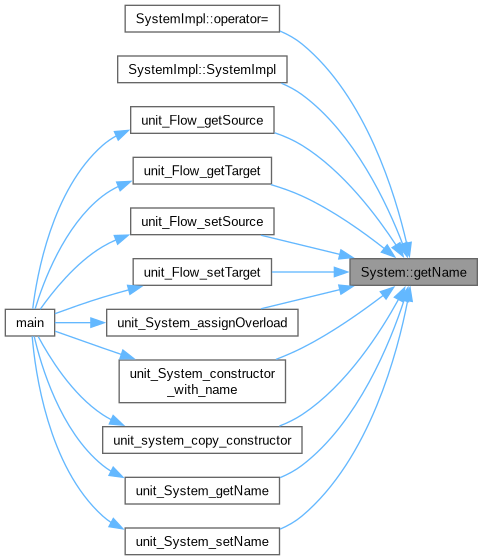 SystemImpl::operator=
SystemImpl::SystemImpl
unit_Flow_getSource
unit_Flow_getTarget
unit_Flow_setSource
System::getName
unit_Flow_setTarget
main
unit_System_assignOverload
unit_System_constructor
_with_name
unit_system_copy_constructor
unit_System_getName
unit_System_setName